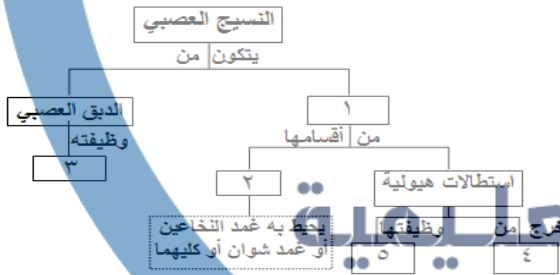 النسيج العصبي
يتكون من
الدبق العصبي
١
وظيفته
من أقسامها
٣
٢
استطالات هيولية
يحيط به غمد النخاعين
أو غمد شوان أو كليهما
وظيفتها
من
٥
٤